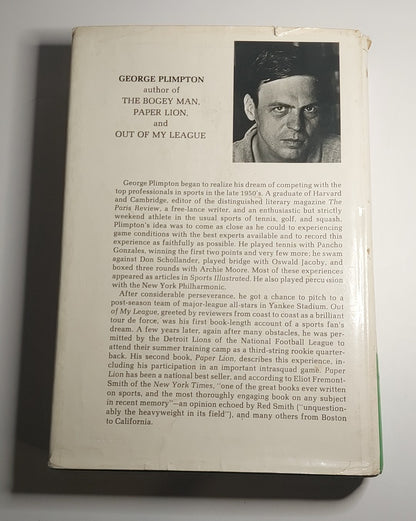 GEORGE PLIMPTON
author of
THE BOGEY MAN,
PAPER LION,
and
OUT OF MY LEAGUE
George Plimpton began to realize his dream of competing with the
top professionals in sports in the late 1950's. A graduate of Harvard
and Cambridge, editor of the distinguished literary magazine The
Paris Review, a free-lance writer, and an enthusiastic but strictly
weekend athlete in the usual sports of tennis, golf, and squash,
Plimpton's idea was to come as close as he could to experiencing
game conditions with the best experts available and to record this
experience as faithfully as possible. He played tennis with Pancho
Gonzales, winning the first two points and very few more; he swam
against Don Schollander, played bridge with Oswald Jacoby, and
boxed three rounds with Archie Moore. Most of these experiences
appeared as articles in Sports Illustrated. He also played percussion
with the New York Philharmonic.
After considerable perseverance, he got a chance to pitch to a
post-season team of major-league all-stars in Yankee Stadium. Out
of My League, greeted by reviewers from coast to coast as a brilliant
tour de force, was his first book-length account of a sports fan's
dream. A few years later, again after many obstacles, he was per-
mitted by the Detroit Lions of the National Football League to
attend their summer training camp as a third-string rookie quarter-
back. His second book, Paper Lion, describes this experience, in-
cluding his participation in an important intrasquad game. Paper
Lion has been a national best seller, and according to Eliot Fremont-
Smith of the New York Times, "one of the great books ever written
on sports, and the most thoroughly engaging book on any subject
in recent memory"—an opinion echoed by Red Smith ["unquestion-
ably the heavyweight in its field"], and many others from Boston
to California.